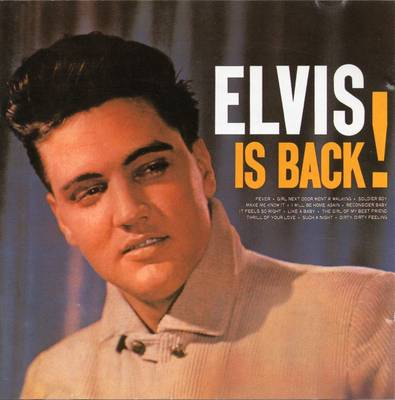 ELVIS
IS BACK!
FEVER • GIRL NEXT DOOR WENT A WALKING • SOLDIER BOY
MAKE ME KNOW IT • I WILL BE HOME AGAIN • RECONSIDER BABY
IT FEELS SO RIGHT • LIKE A BABY • THE GIRL OF MY BEST FRIEND
THRILL OF YOUR LOVE • SUCH A NIGHT • DIRTY DIRTY FEELING